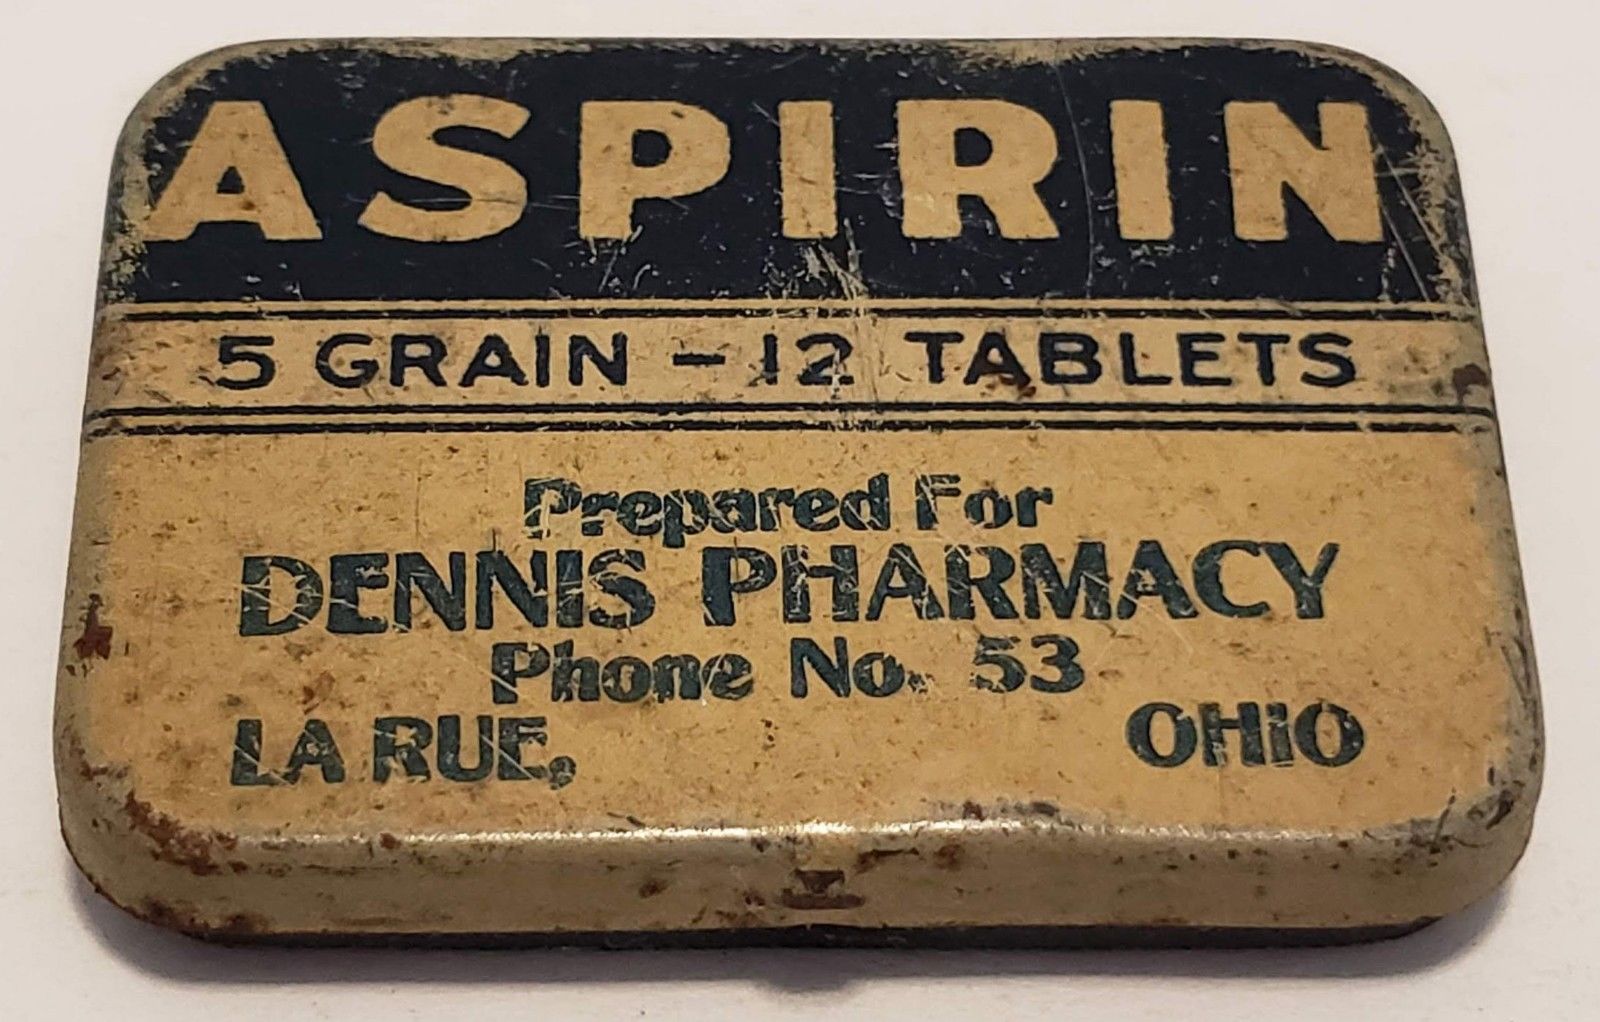 ASPIRIN
5 GRAIN - 12 TABLETS
Prepared For
DENNIS PHARMACY
Phone No. 53
LA RUE, OHIO